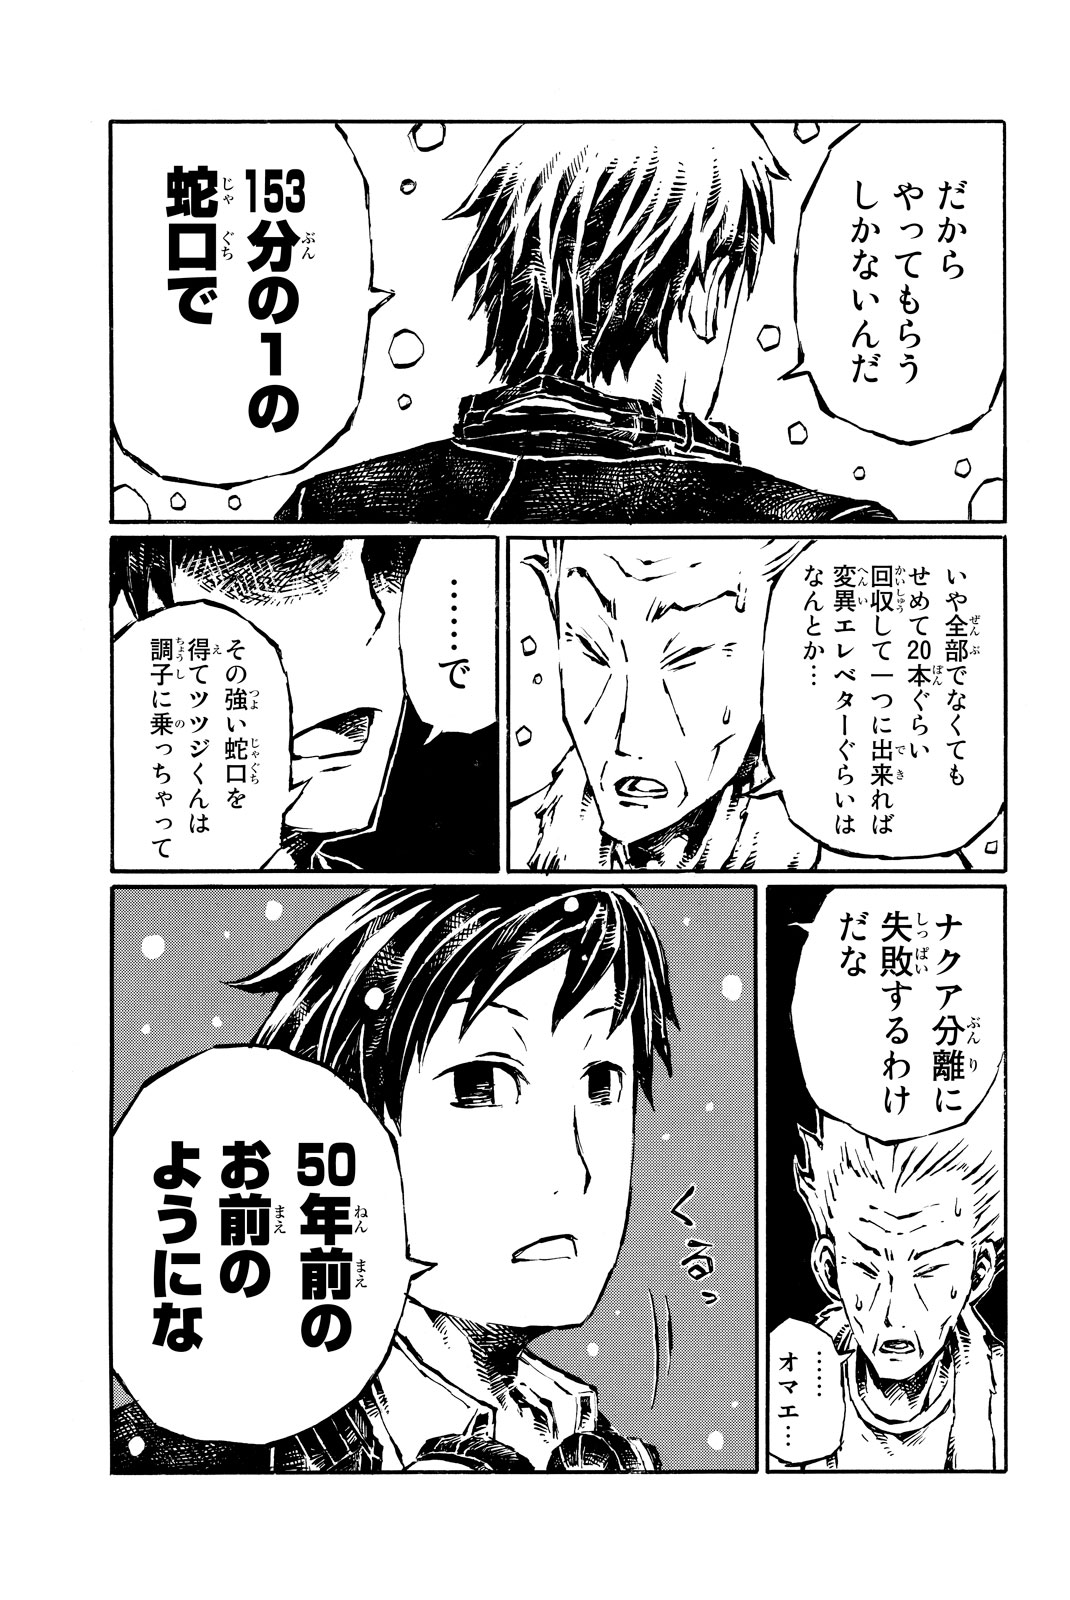 だから
やってもらう
しかないんだ
153分の1の
蛇口で
いや全部でなくても
せめて20本ぐらい
回収して一つに出来れば
変異エレベターぐらいは
なんとか…
……で
その強い蛇口を
得てツツジくんは
調子に乗っちゃって
ナクア分離に
失敗するわけ
だな
……
オマエ…
くるっ
50年前の
お前の
ようにな